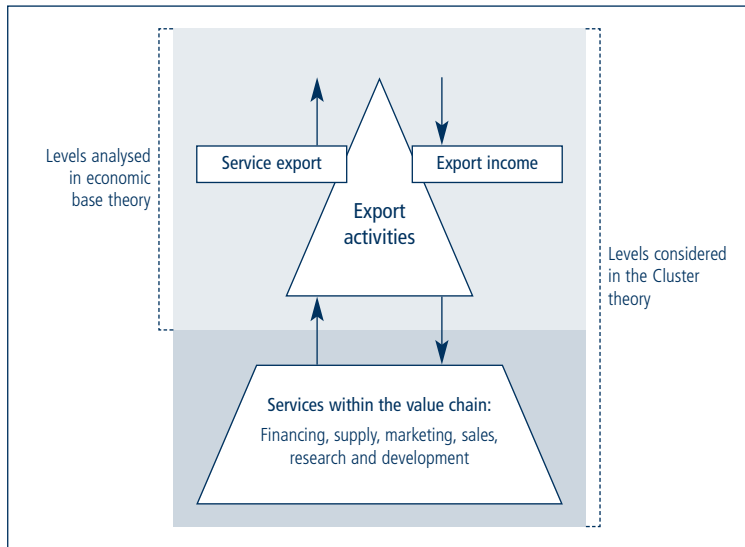 Levels analysed
in economic
base theory
Service export
Export income
Export
activities
Levels considered
in the Cluster
theory
Services within the value chain:
Financing, supply, marketing, sales,
research and development